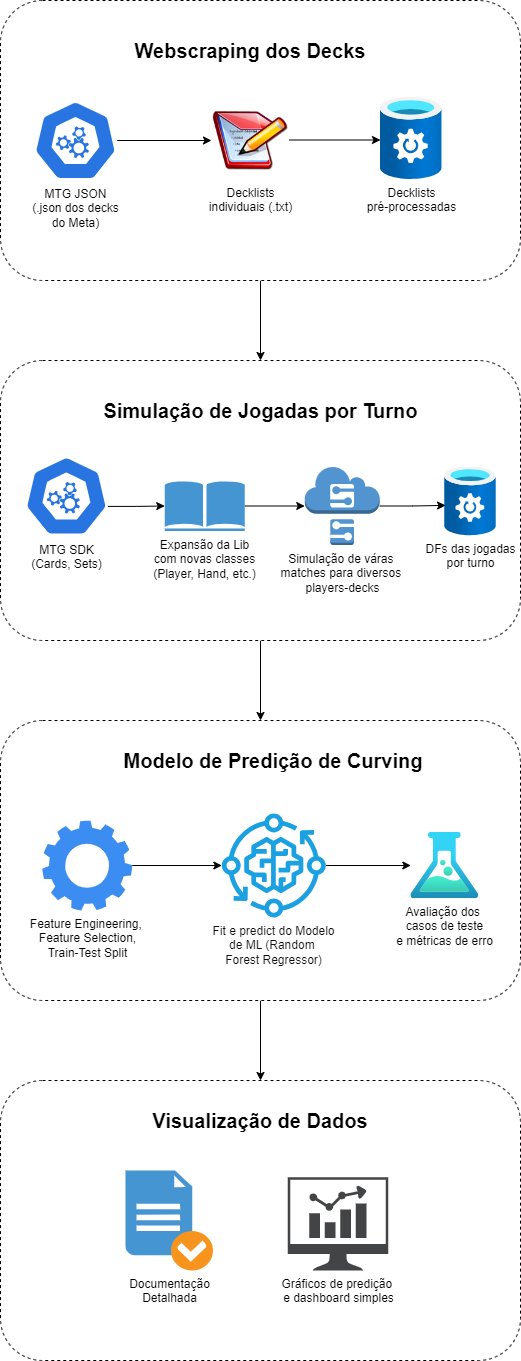 Webscraping dos Decks
MTG JSON
(.json dos decks
do Meta)
Decklists
individuais (.txt)
Decklists
pré-processadas
Simulação de Jogadas por Turno
MTG SDK
(Cards, Sets)
Expansão da Lib
com novas classes
(Player, Hand, etc.)
Simulação de váras
matches para diversos
players-decks
DFs das jogadas
por turno
Modelo de Predição de Curving
Feature Engineering,
Feature Selection,
Train-Test Split
Fit e predict do Modelo
de ML (Random
Forest Regressor)
Avaliação dos
casos de teste
e métricas de erro
Visualização de Dados
Documentação
Detalhada
Gráficos de predição
e dashboard simples